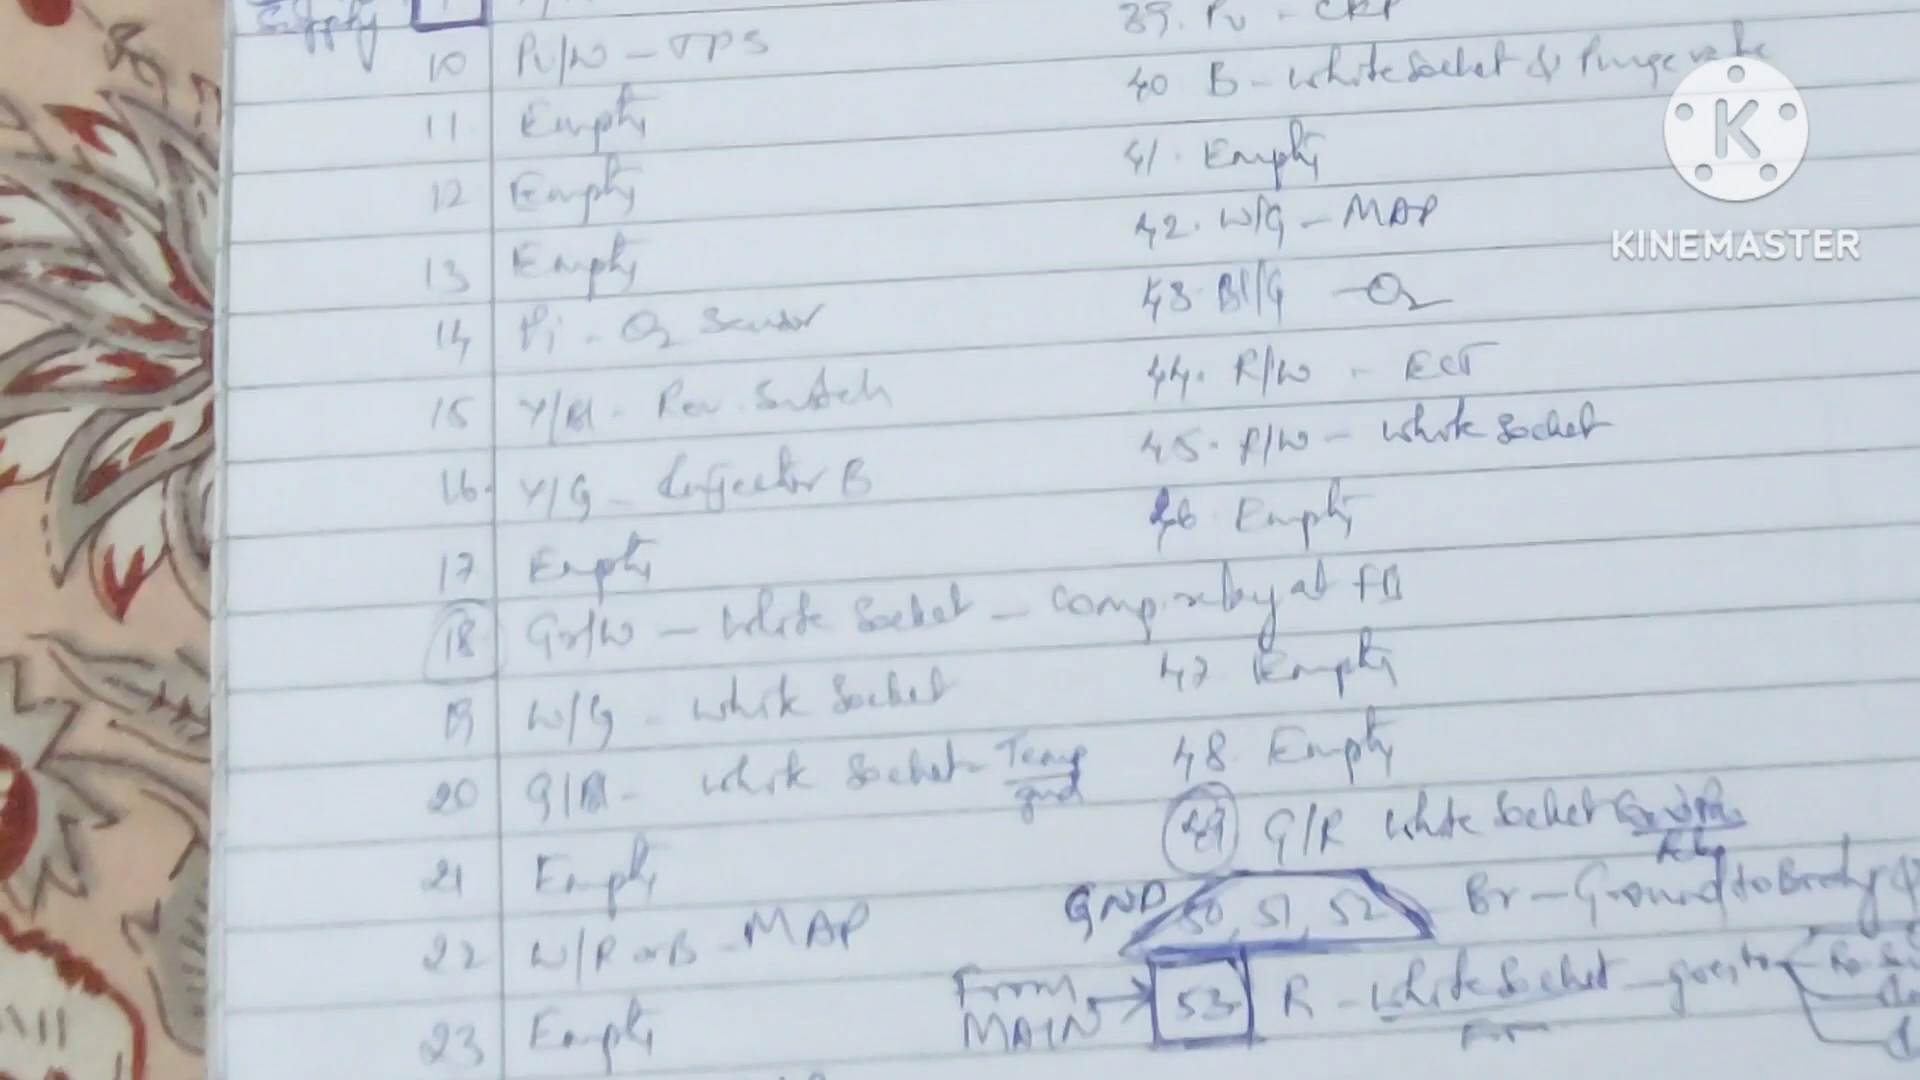 Supply
10 Pu/W - TPS
11 Empty
12 Empty
13 Empty
14 Pi - O2 Sensor
15 Y/Bl - Rev. Switch
16. Y/G - Injector B
17 Empty
18 Gr/W - White Socket - Comp. relay at FB
19 W/G - White Socket
20 G/Bl - White Socket - Temp gnd
21 Empty
22 W/R or B - MAP
23 Empty
39. Pu - CKP
40 B - White Socket & Purge valve
41. Empty
42. W/G - MAP
43. Bl/G - O2
44. R/W - ECT
45. P/W - White Socket
46. Empty
47 Empty
48. Empty
49 G/R White Socket
GND 50, 51, 52 Br - Ground to Body
From MAIN 53 R - White Socket - goes to
KINEMASTER